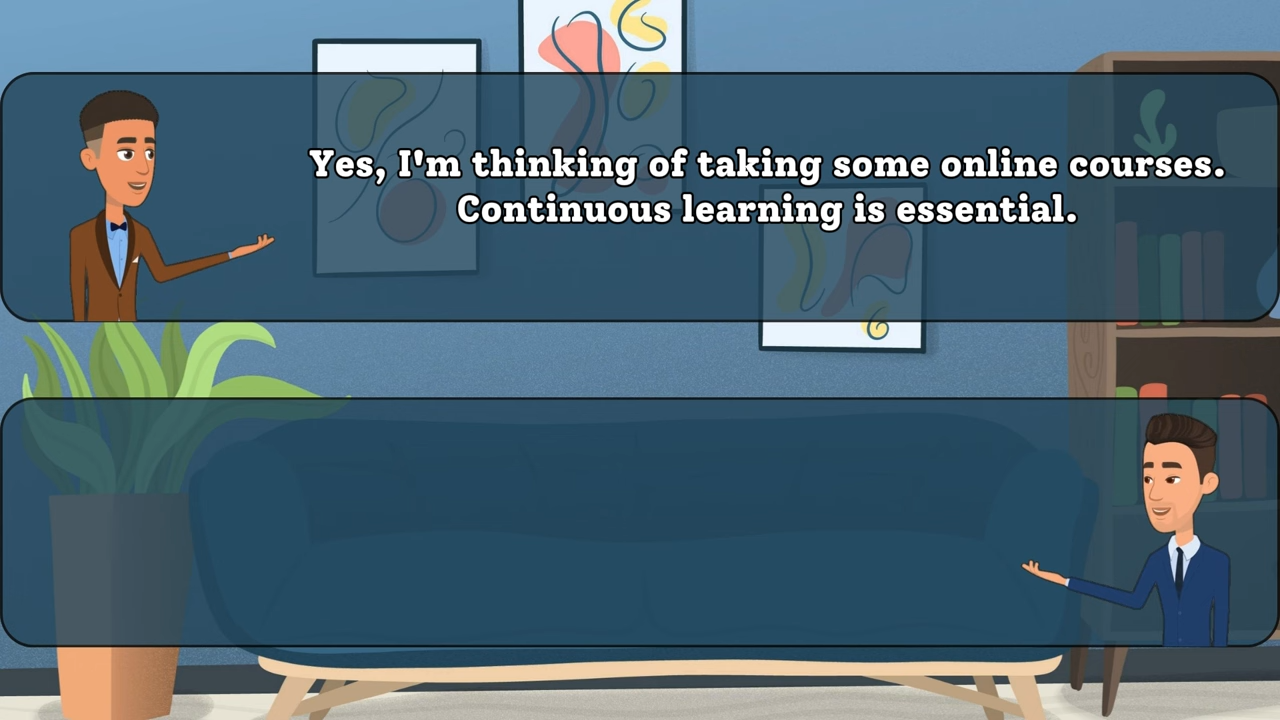 Yes, I'm thinking of taking some online courses.
Continuous learning is essential.